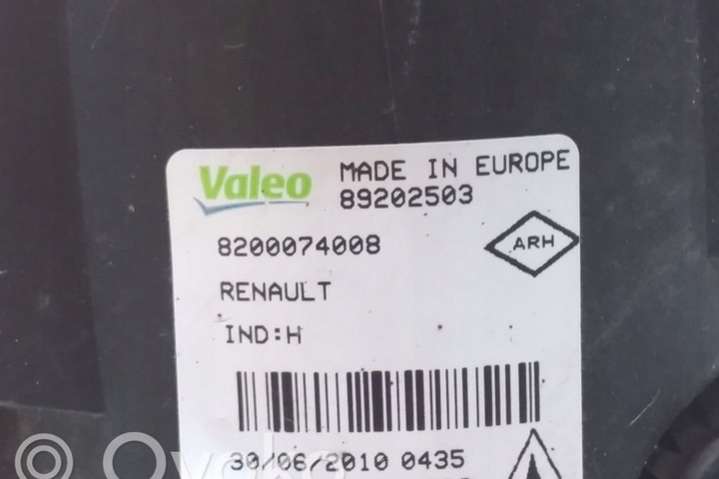 Valeo MADE IN EUROPE
89202503
8200074008 ARH
RENAULT
IND:H
30/06/2010 0435